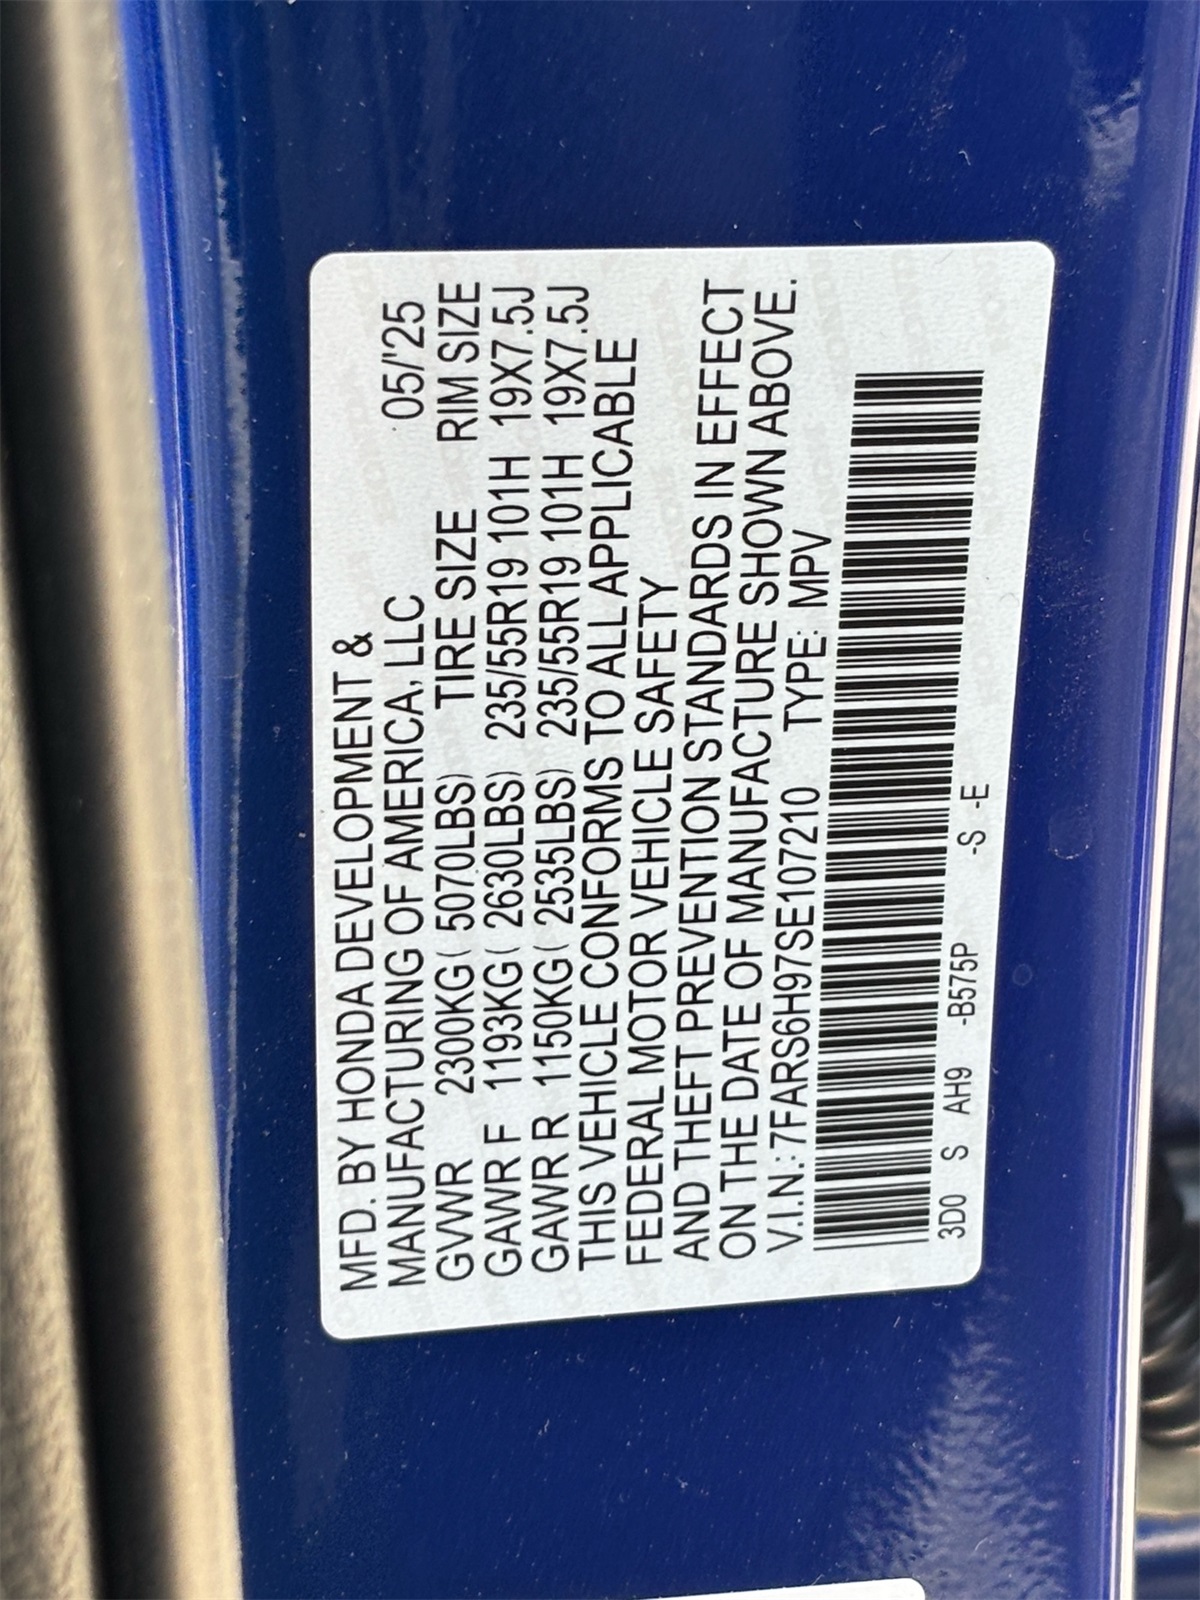 MFD. BY HONDA DEVELOPMENT &
MANUFACTURING OF AMERICA, LLC 05/'25
GVWR 2300KG ( 5070LBS) TIRE SIZE RIM SIZE
GAWR F 1193KG ( 2630LBS) 235/55R19 101H 19X7.5J
GAWR R 1150KG ( 2535LBS) 235/55R19 101H 19X7.5J
THIS VEHICLE CONFORMS TO ALL APPLICABLE
FEDERAL MOTOR VEHICLE SAFETY
AND THEFT PREVENTION STANDARDS IN EFFECT
ON THE DATE OF MANUFACTURE SHOWN ABOVE.
V.I.N.: 7FARS6H97SE107210 TYPE: MPV
3D0 S AH9 -B575P -S -E